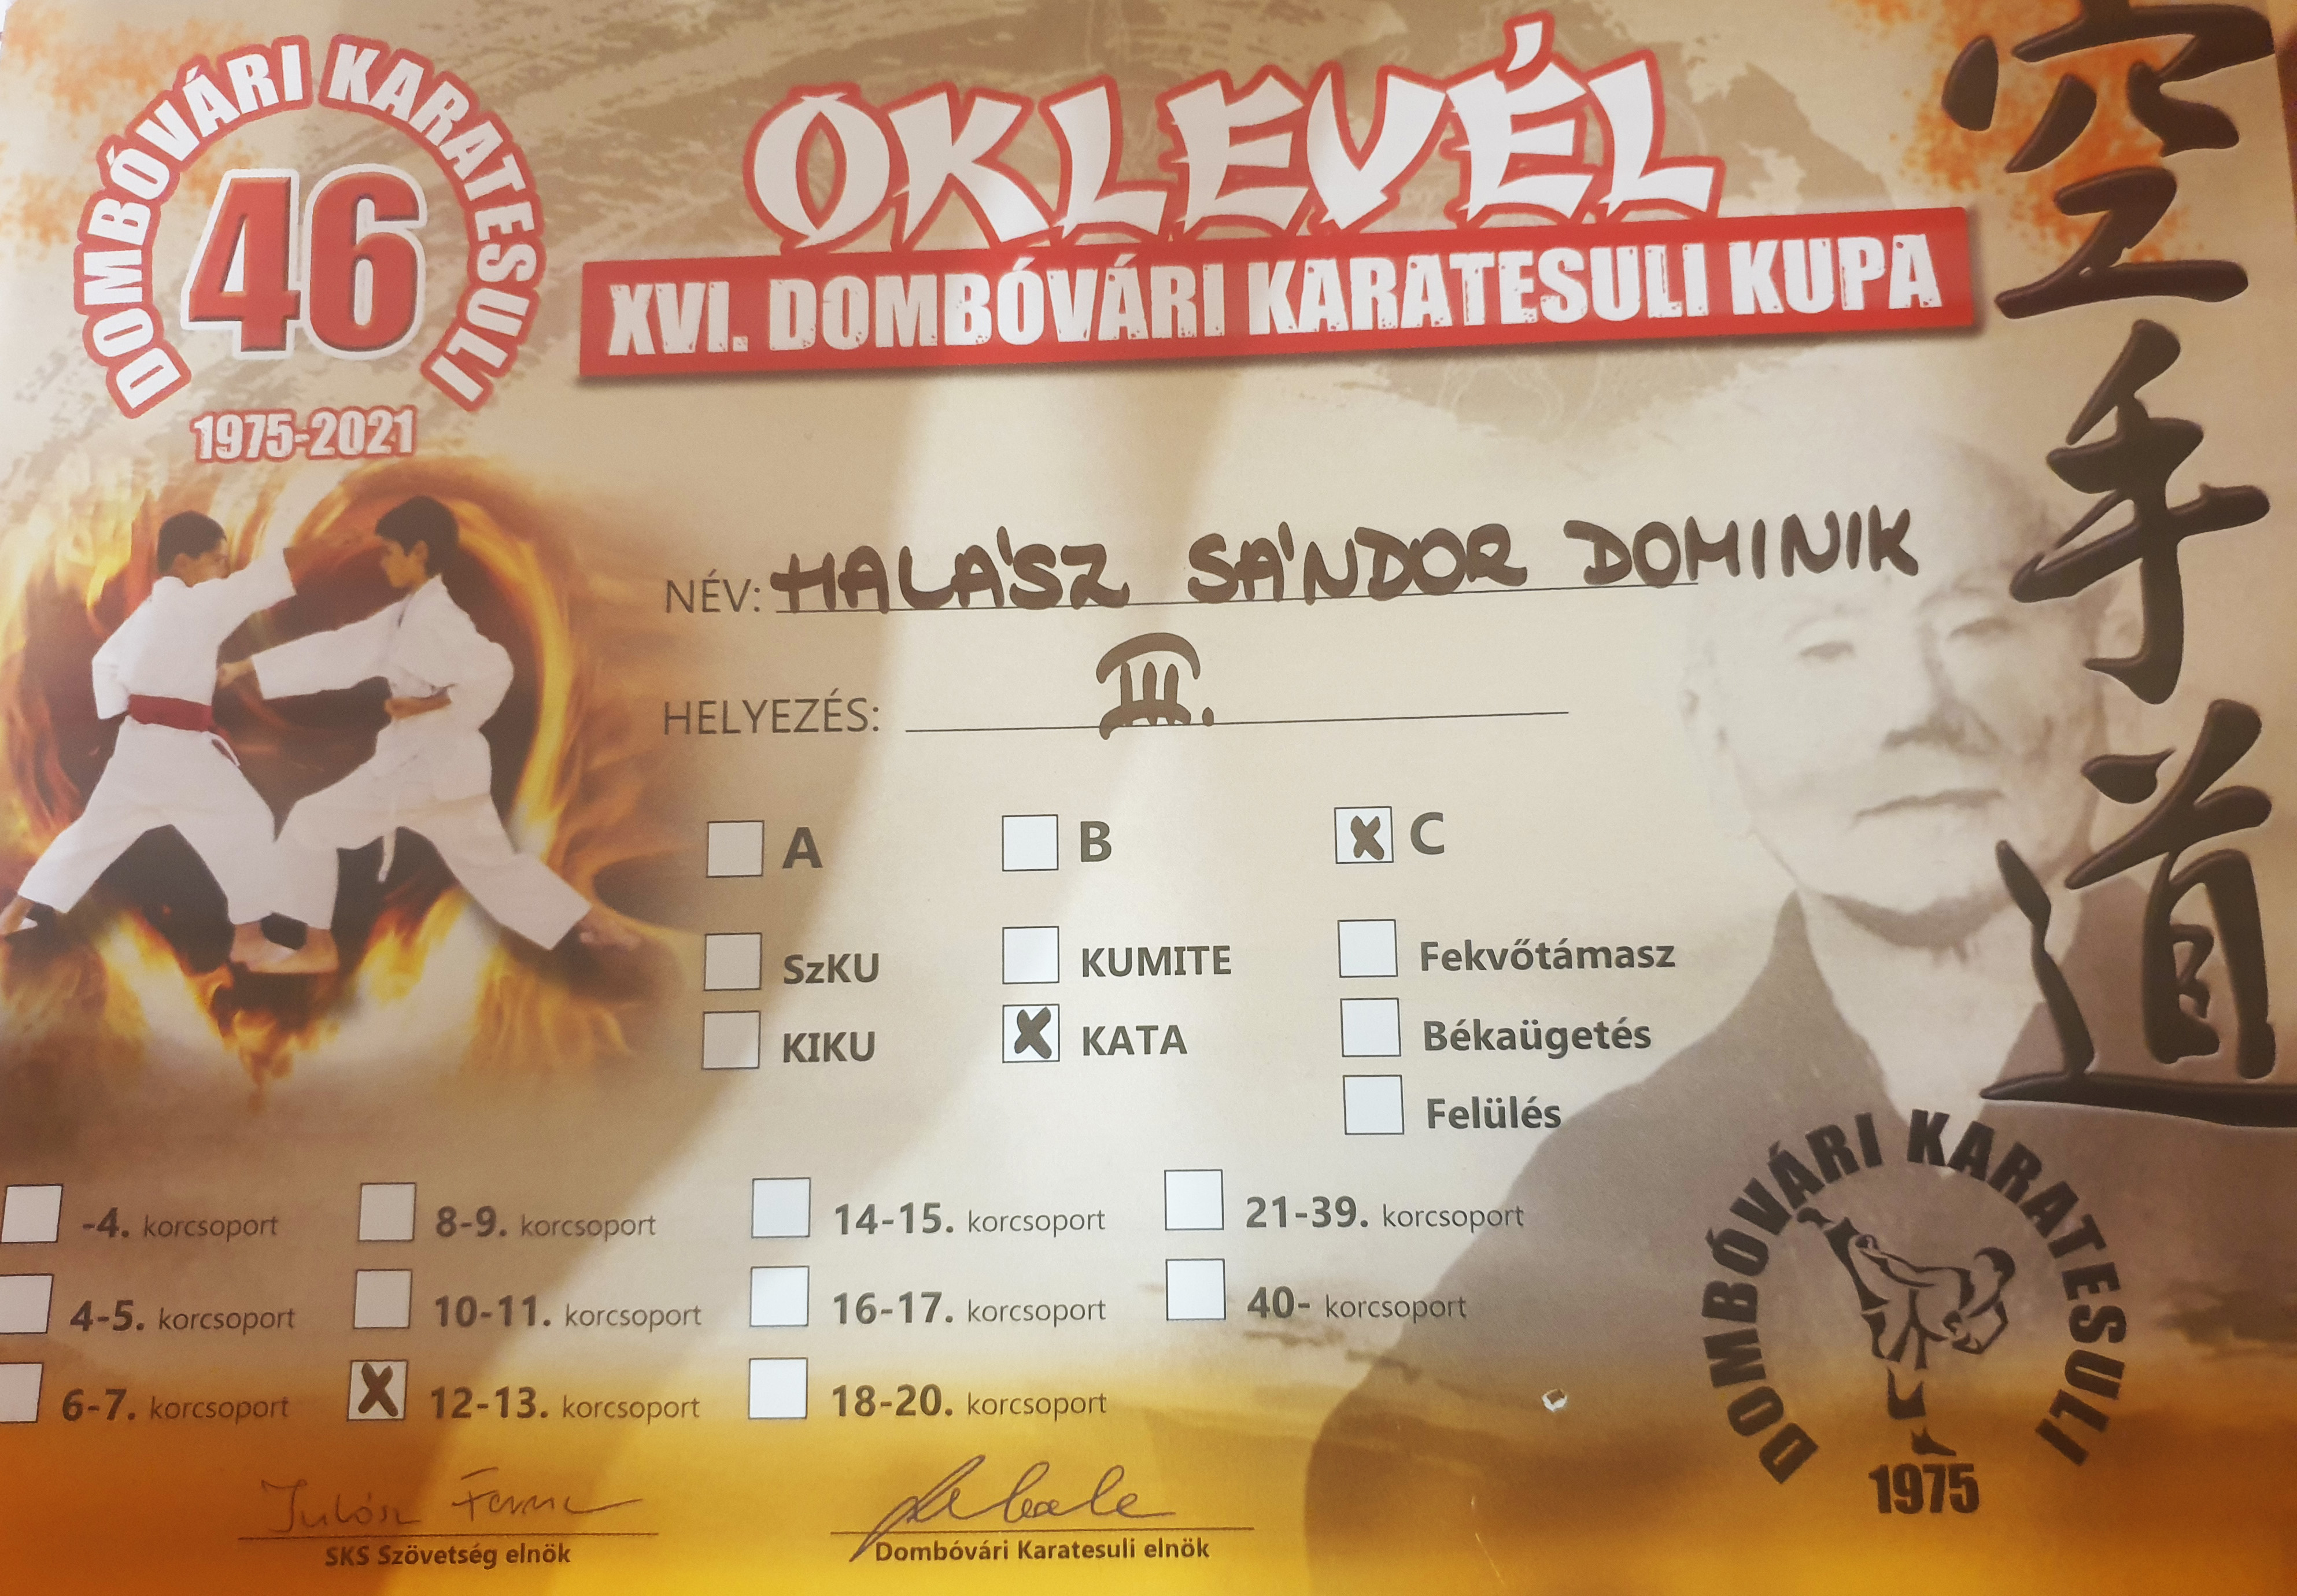 DOMBÓVÁRI KARATESULI
46
1975-2021
OKLEVÉL
XVI. DOMBÓVÁRI KARATESULI KUPA
空手道
NÉV: HALÁSZ SÁNDOR DOMINIK
HELYEZÉS: III.
A B X C
SzKU KUMITE Fekvőtámasz
KIKU X KATA Békaügetés
Felülés
-4. korcsoport 8-9. korcsoport 14-15. korcsoport 21-39. korcsoport
4-5. korcsoport 10-11. korcsoport 16-17. korcsoport 40- korcsoport
6-7. korcsoport X 12-13. korcsoport 18-20. korcsoport
SKS Szövetség elnök
Dombóvári Karatesuli elnök
DOMBÓVÁRI KARATESULI
1975